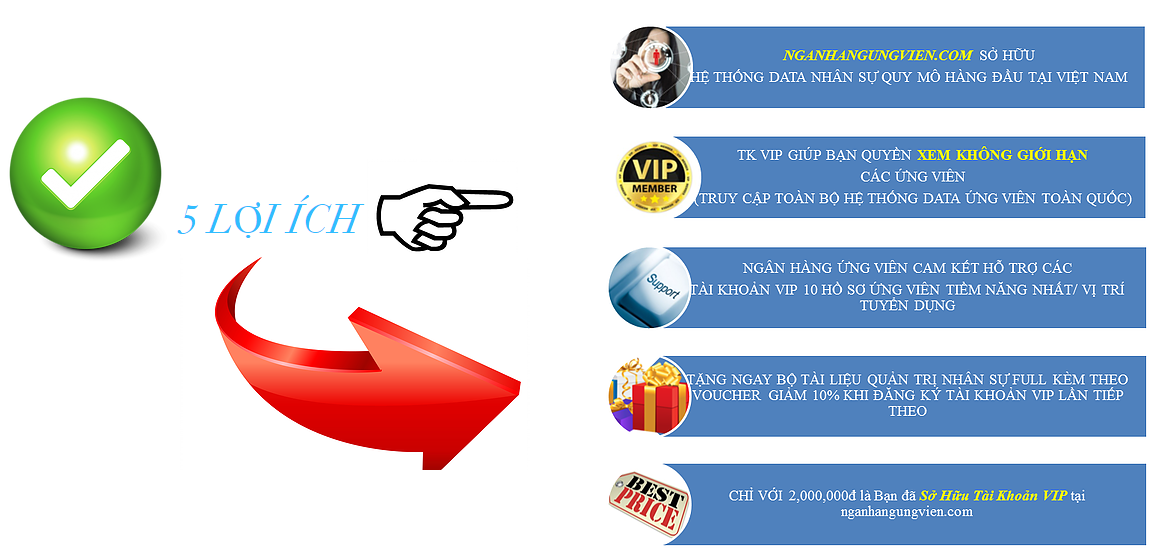 5 LỢI ÍCH
NGANHANGUNGVIEN.COM SỞ HỮU
HỆ THỐNG DATA NHÂN SỰ QUY MÔ HÀNG ĐẦU TẠI VIỆT NAM
VIP
MEMBER
TK VIP GIÚP BẠN QUYỀN XEM KHÔNG GIỚI HẠN
CÁC ỨNG VIÊN
(TRUY CẬP TOÀN BỘ HỆ THỐNG DATA ỨNG VIÊN TOÀN QUỐC)
Support
NGÂN HÀNG ỨNG VIÊN CAM KẾT HỖ TRỢ CÁC
TÀI KHOẢN VIP 10 HỒ SƠ ỨNG VIÊN TIỀM NĂNG NHẤT/ VỊ TRÍ
TUYỂN DỤNG
TẶNG NGAY BỘ TÀI LIỆU QUẢN TRỊ NHÂN SỰ FULL KÈM THEO
VOUCHER GIẢM 10% KHI ĐĂNG KÝ TÀI KHOẢN VIP LẦN TIẾP
THEO
BEST
PRICE
CHỈ VỚI 2,000,000đ là Bạn đã Sở Hữu Tài Khoản VIP tại
nganhangungvien.com